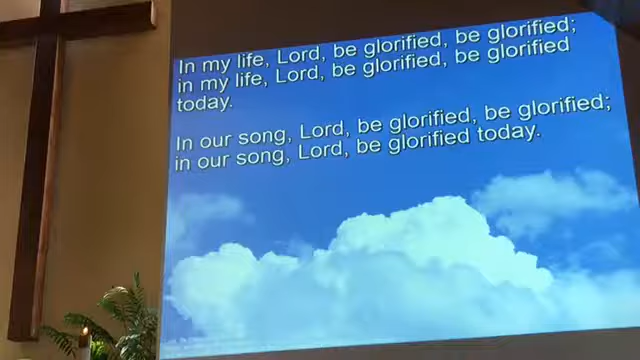 In my life, Lord, be glorified, be glorified;
in my life, Lord, be glorified, be glorified
today.
In our song, Lord, be glorified, be glorified;
in our song, Lord, be glorified today.